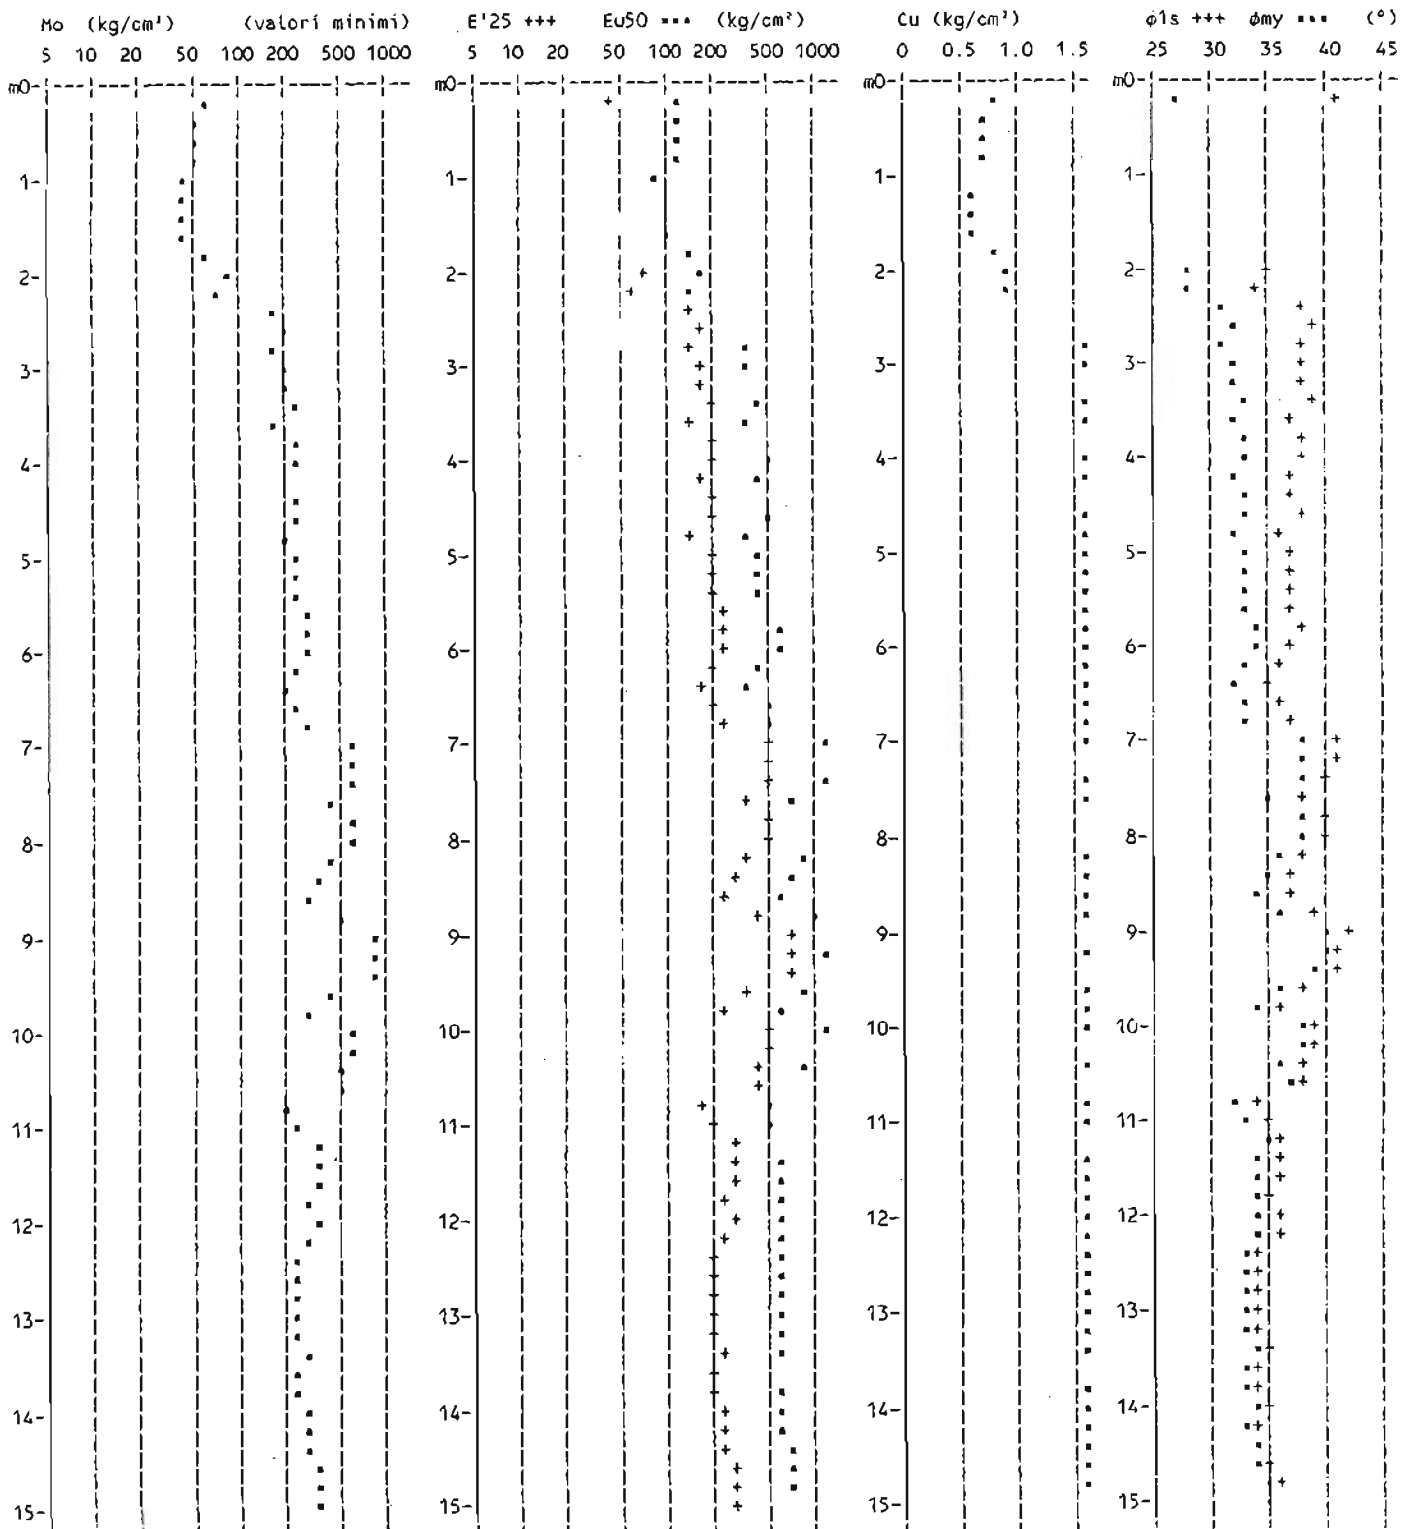 Mo (kg/cm²) (valori minimi) E'25 +++ Eu50 ▪▪▪ (kg/cm²) Cu (kg/cm²) ø1s +++ ømy ▪▪▪ (°)
5 10 20 50 100 200 500 1000 5 10 20 50 100 200 500 1000 0 0.5 1.0 1.5 25 30 35 40 45
m0- m0- m0- m0-
1- 1- 1- 1-
2- 2- 2- 2-
3- 3- 3- 3-
4- 4- 4- 4-
5- 5- 5- 5-
6- 6- 6- 6-
7- 7- 7- 7-
8- 8- 8- 8-
9- 9- 9- 9-
10- 10- 10- 10-
11- 11- 11- 11-
12- 12- 12- 12-
13- 13- 13- 13-
14- 14- 14- 14-
15- 15- 15- 15-